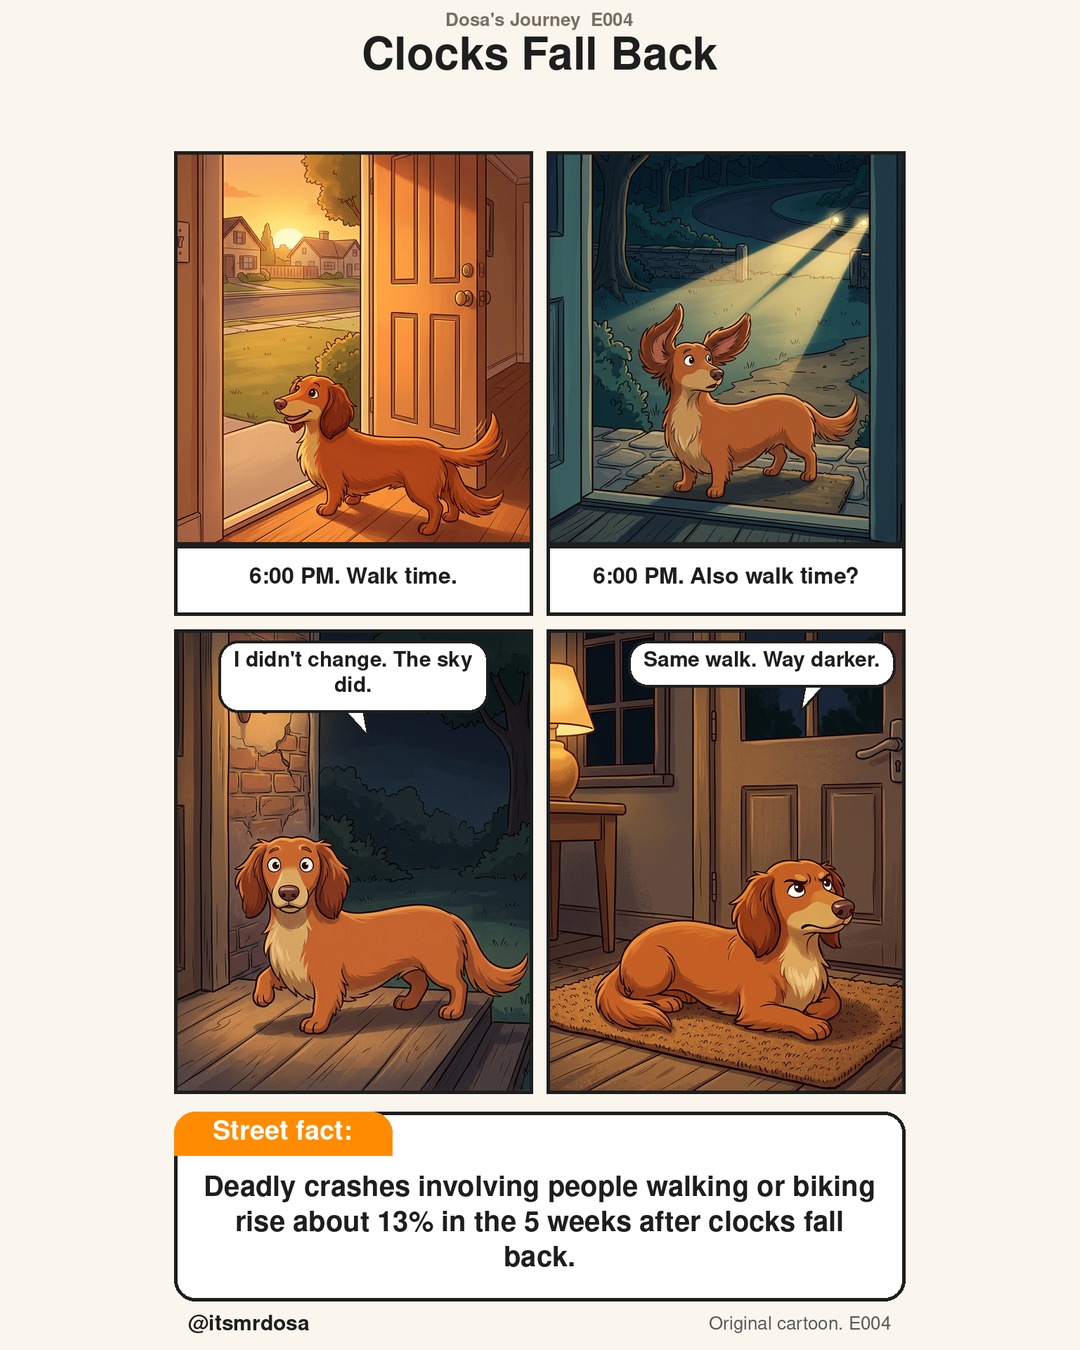 Dosa's Journey E004
Clocks Fall Back
6:00 PM. Walk time.
6:00 PM. Also walk time?
I didn't change. The sky
did.
Same walk. Way darker.
Street fact:
Deadly crashes involving people walking or biking
rise about 13% in the 5 weeks after clocks fall
back.
@itsmrdosa
Original cartoon. E004